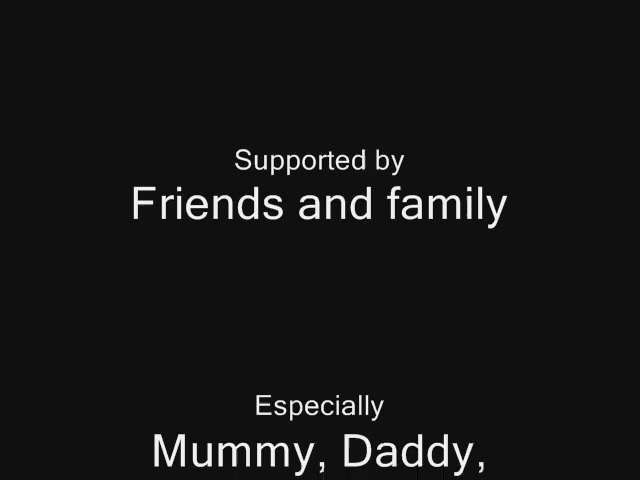 Supported by
Friends and family
Especially
Mummy, Daddy,